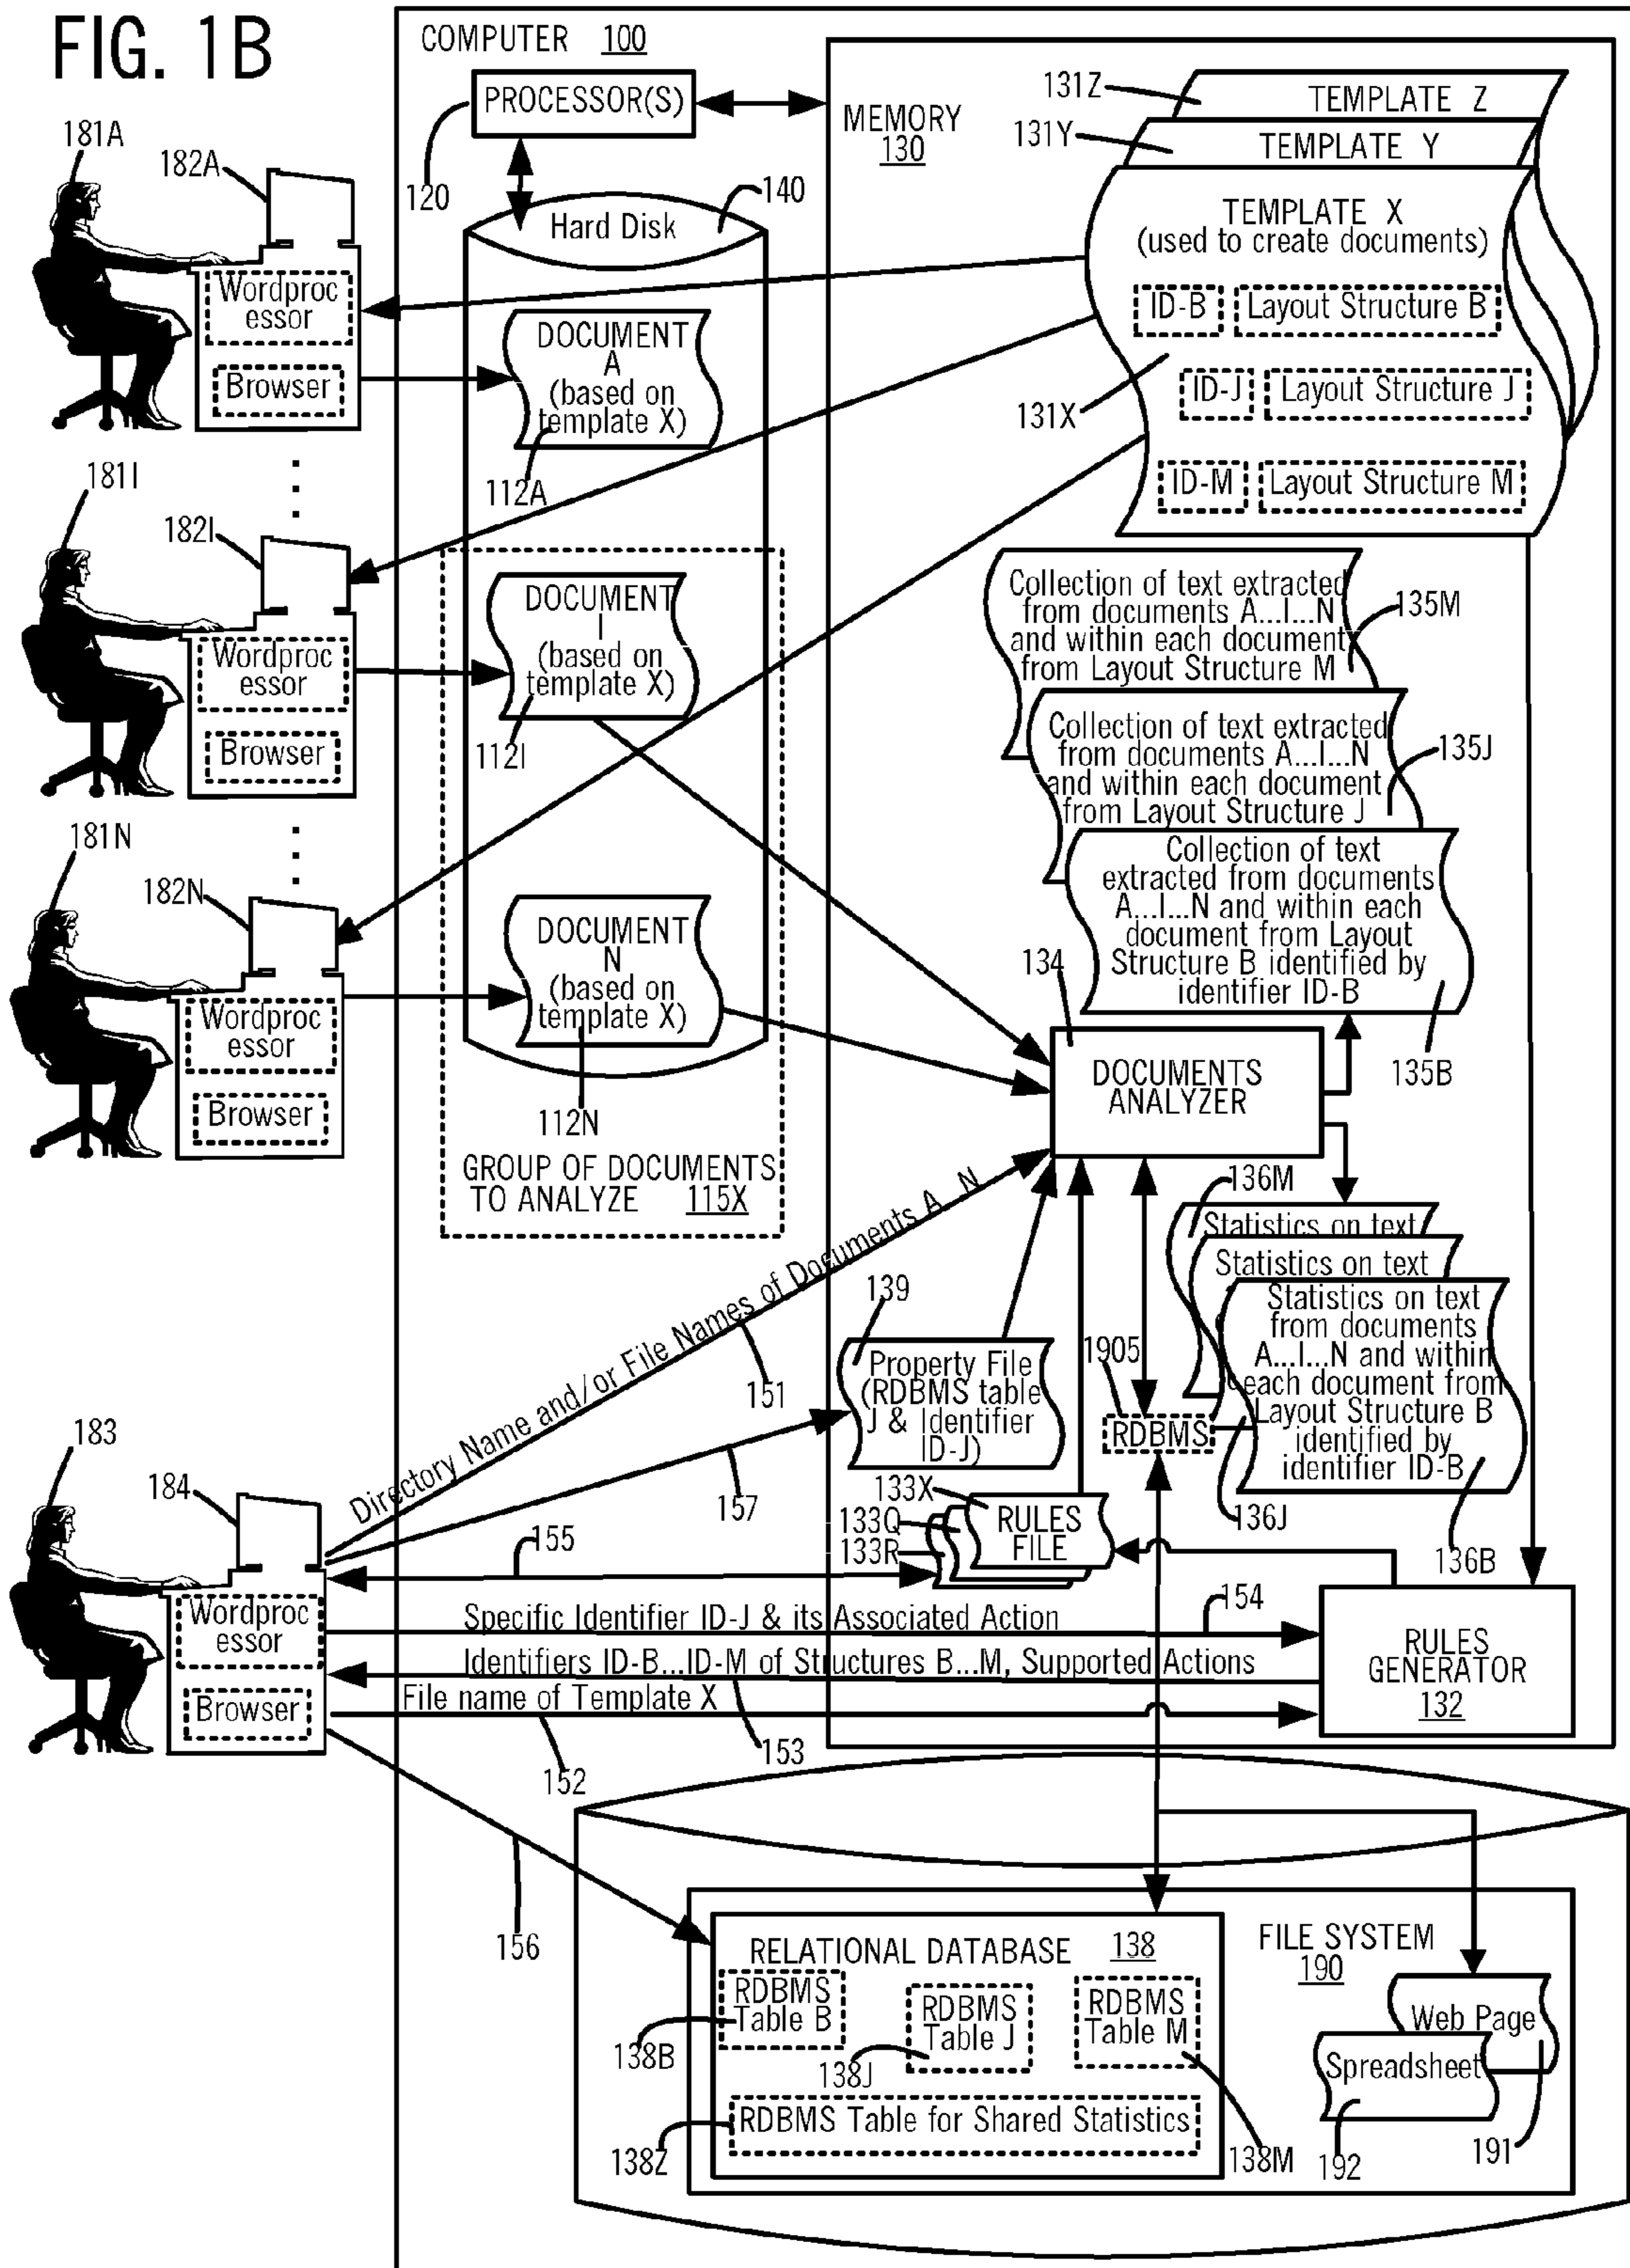 FIG. 1B
COMPUTER 100
PROCESSOR(S)
120
MEMORY
130
131Z
TEMPLATE Z
131Y
TEMPLATE Y
TEMPLATE X
(used to create documents)
ID-B
Layout Structure B
ID-J
Layout Structure J
131X
ID-M
Layout Structure M
140
Hard Disk
181A
182A
Wordproc
essor
Browser
DOCUMENT
A
(based on
template X)
112A
181I
182I
Wordproc
essor
Browser
DOCUMENT
I
(based on
template X)
112I
181N
182N
Wordproc
essor
Browser
DOCUMENT
N
(based on
template X)
112N
GROUP OF DOCUMENTS
TO ANALYZE 115X
Collection of text extracted
from documents A...I...N
and within each document
from Layout Structure M
135M
Collection of text extracted
from documents A...I...N
and within each document
from Layout Structure J
135J
Collection of text
extracted from documents
A...I...N and within each
document from Layout
Structure B identified by
identifier ID-B
135B
134
DOCUMENTS
ANALYZER
136M
Statistics on text
Statistics on text
Statistics on text
from documents
A...I...N and within
each document from
Layout Structure B
identified by
identifier ID-B
136J
136B
139
Property File
(RDBMS table
J & Identifier
ID-J)
1905
RDBMS
Directory Name and/or File Names of Documents A N
151
157
183
184
Wordproc
essor
Browser
155
133X
133Q
133R
RULES
FILE
Specific Identifier ID-J & its Associated Action
154
Identifiers ID-B...ID-M of Structures B...M, Supported Actions
153
File name of Template X
152
RULES
GENERATOR
132
156
RELATIONAL DATABASE 138
RDBMS
Table B
138B
RDBMS
Table J
138J
RDBMS
Table M
138M
RDBMS Table for Shared Statistics
138Z
FILE SYSTEM
190
Web Page
191
Spreadsheet
192